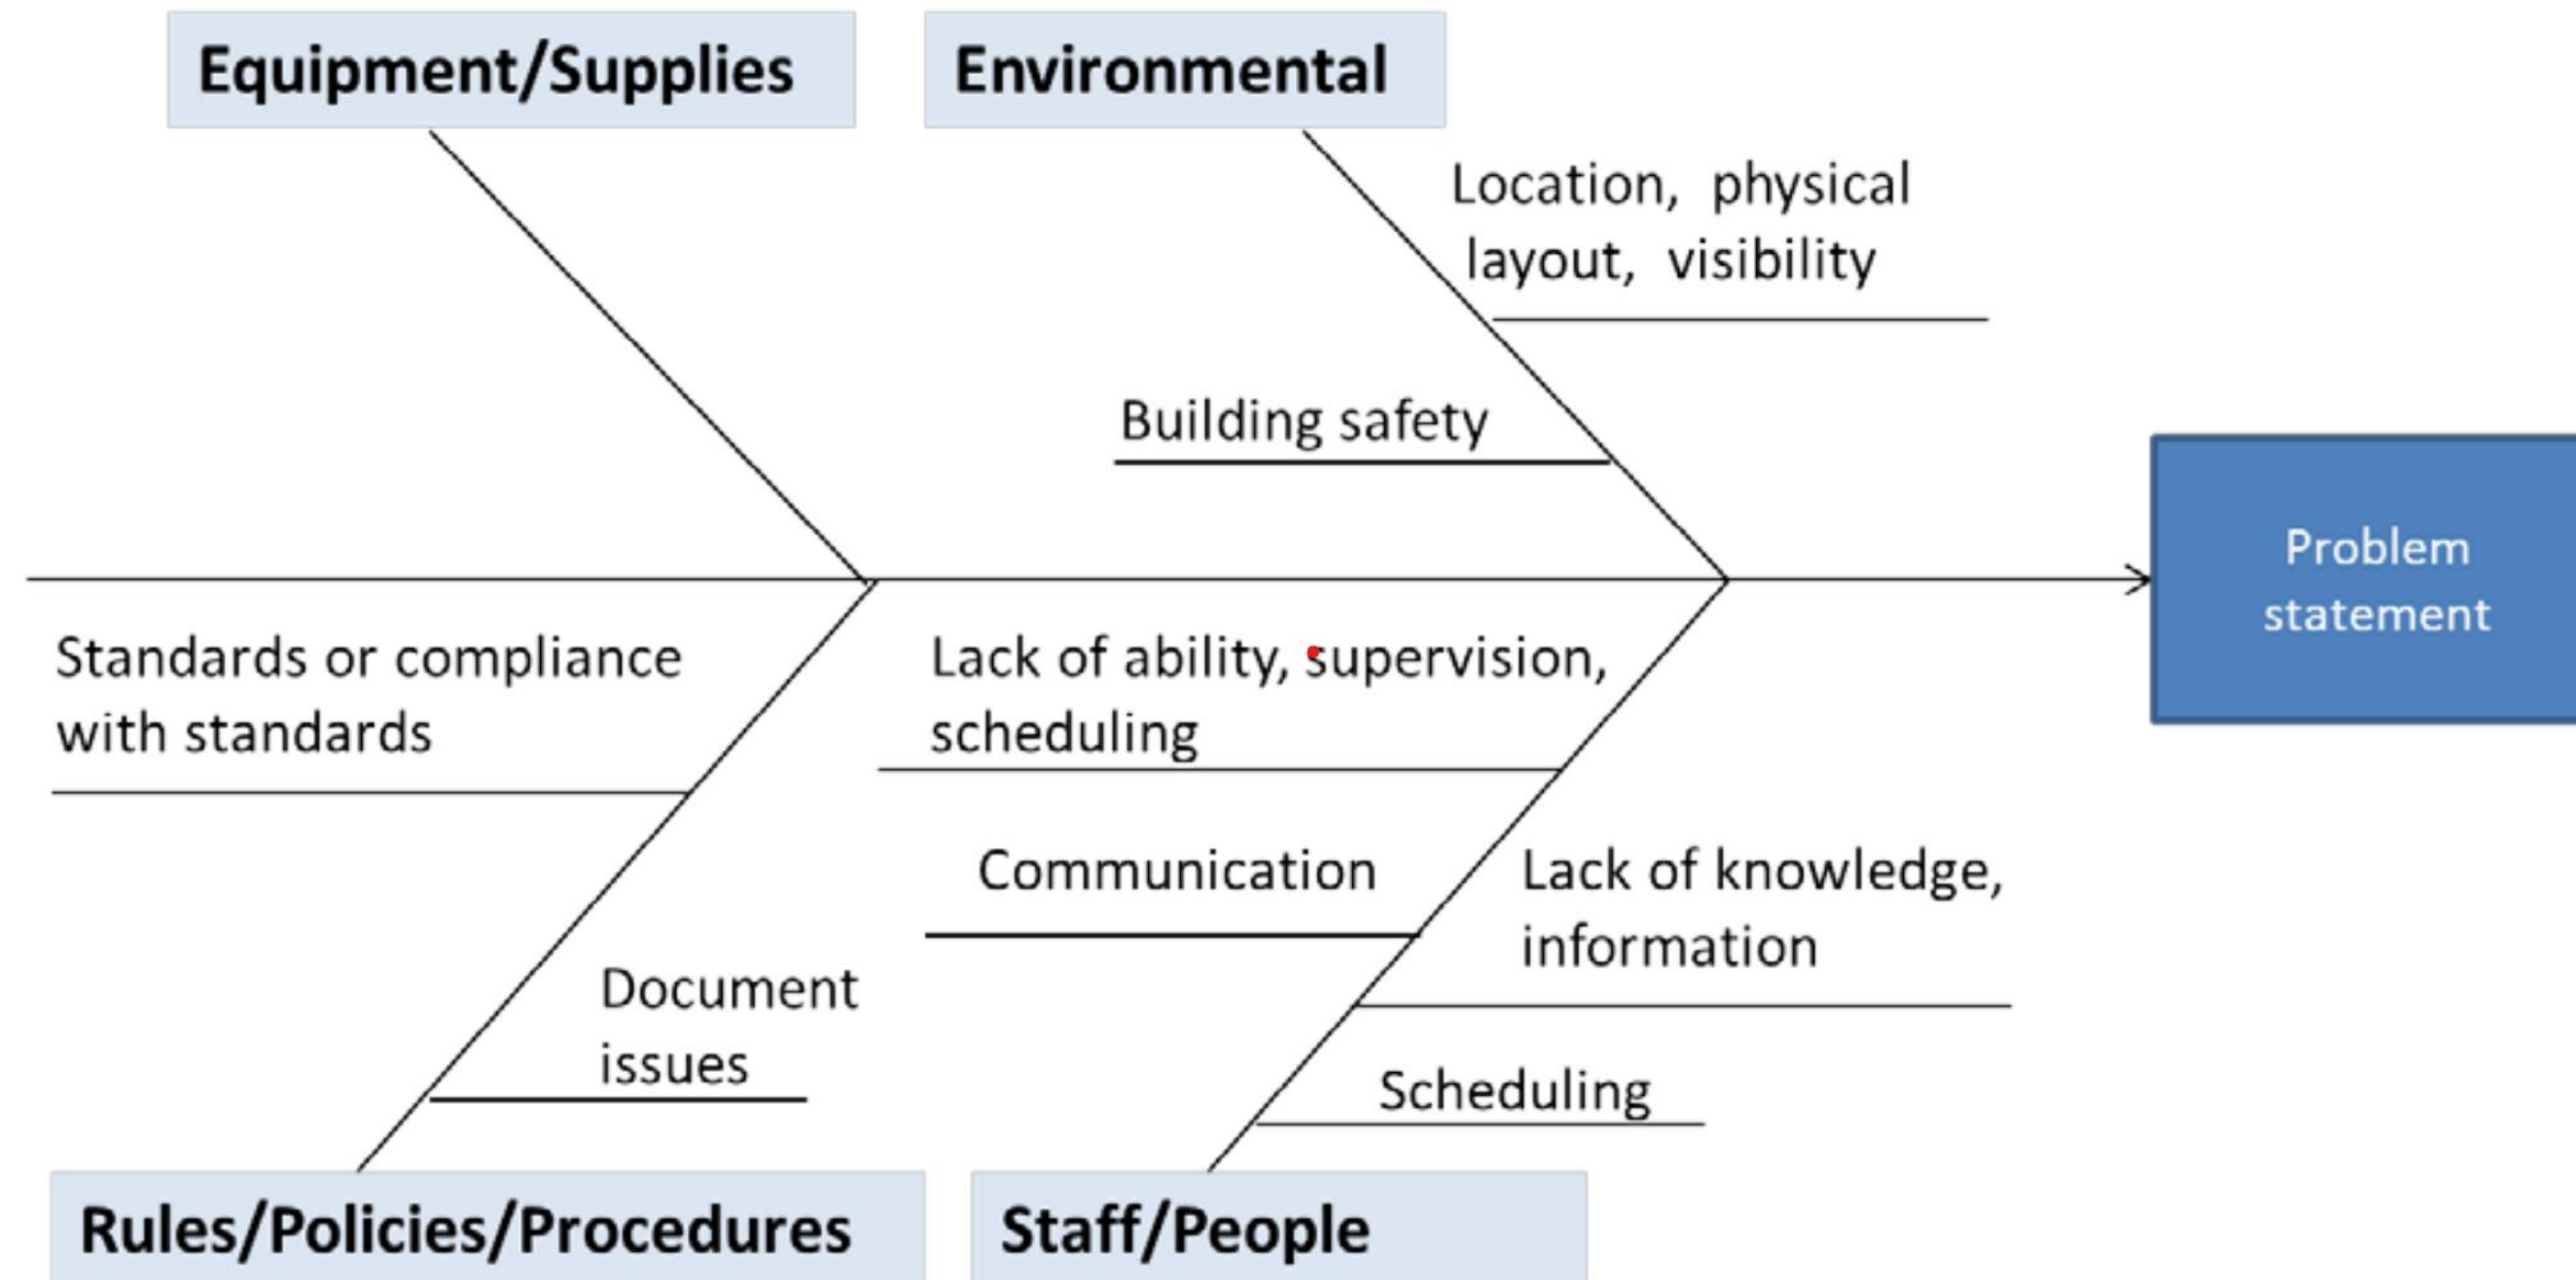 Equipment/Supplies
Environmental
Location, physical
layout, visibility
Building safety
Problem
statement
Standards or compliance
with standards
Lack of ability, supervision,
scheduling
Communication
Lack of knowledge,
information
Document
issues
Scheduling
Rules/Policies/Procedures
Staff/People